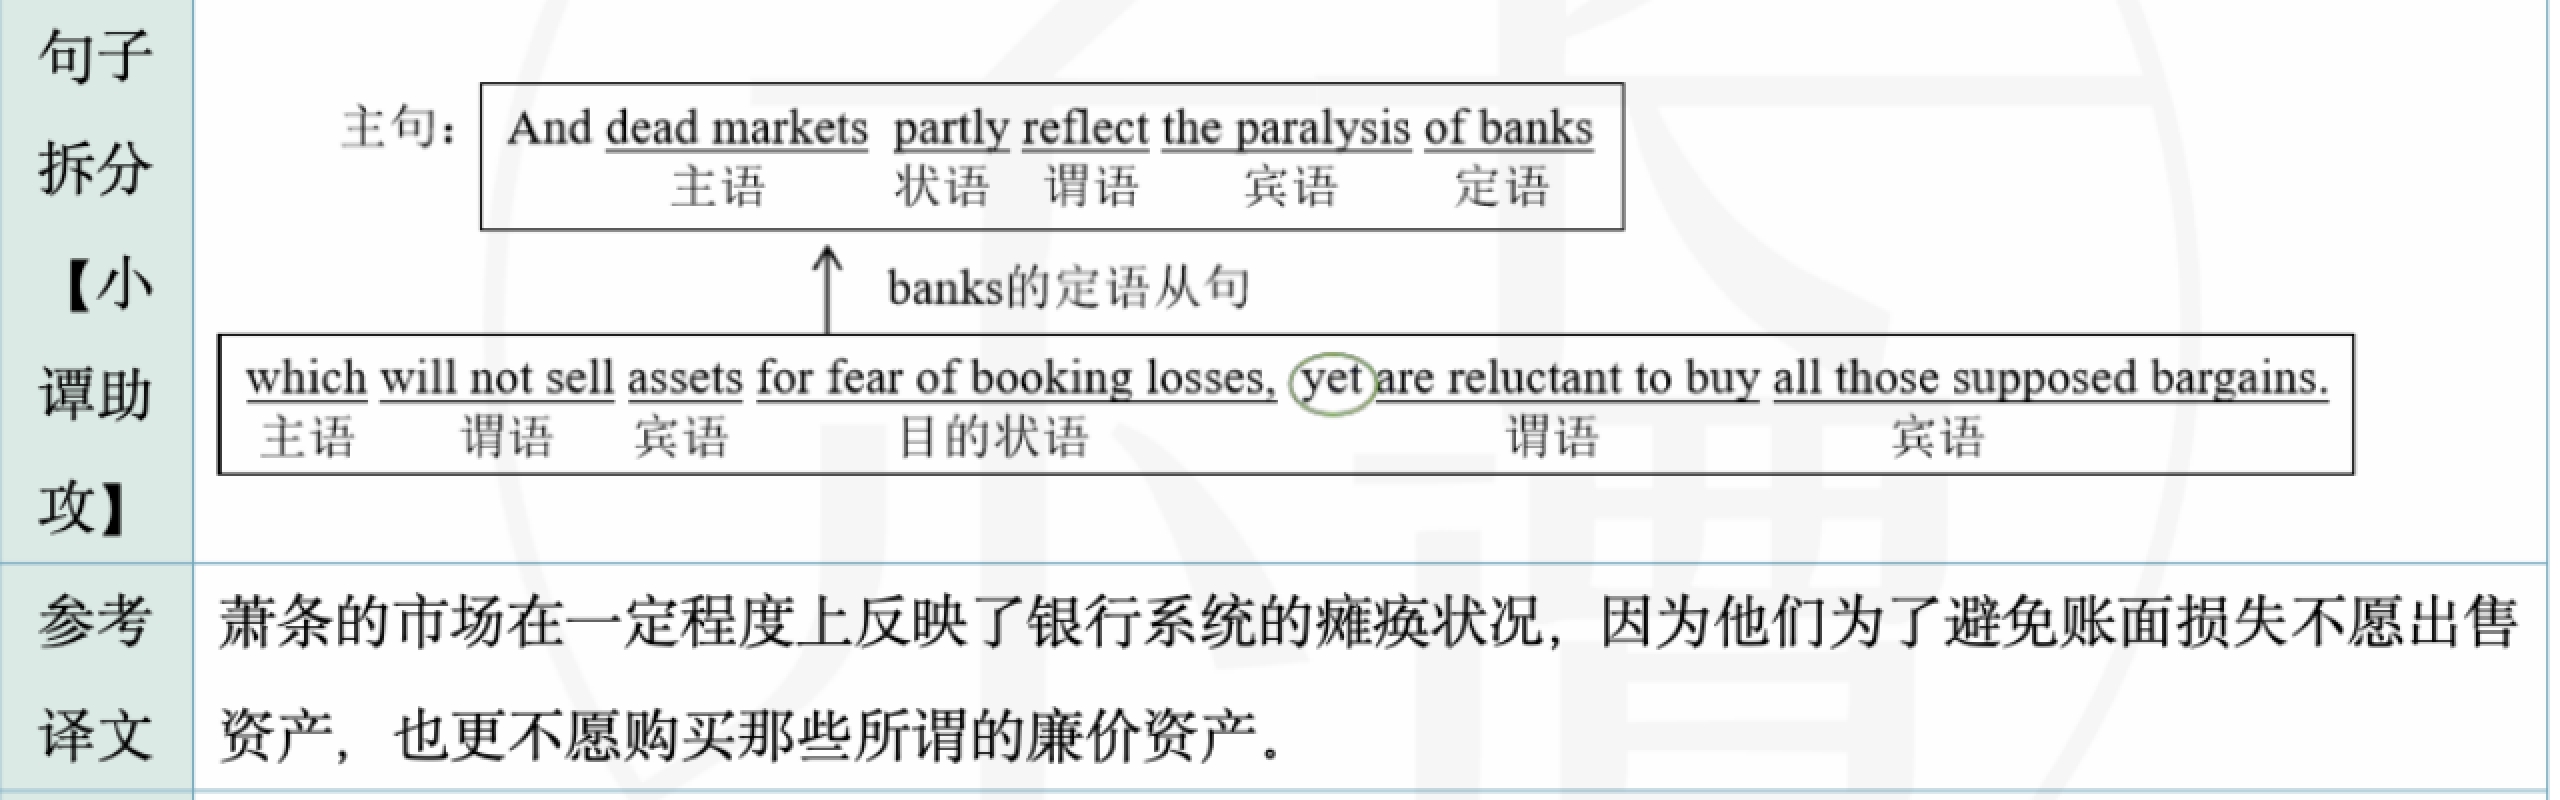 句子
拆分
【小
谭助
攻】
主句：
And dead markets partly reflect the paralysis of banks
主语 状语 谓语 宾语 定语
banks的定语从句
which will not sell assets for fear of booking losses, yet are reluctant to buy all those supposed bargains.
主语 谓语 宾语 目的状语 谓语 宾语
参考
译文
萧条的市场在一定程度上反映了银行系统的瘫痪状况，因为他们为了避免账面损失不愿出售
资产，也更不愿购买那些所谓的廉价资产。